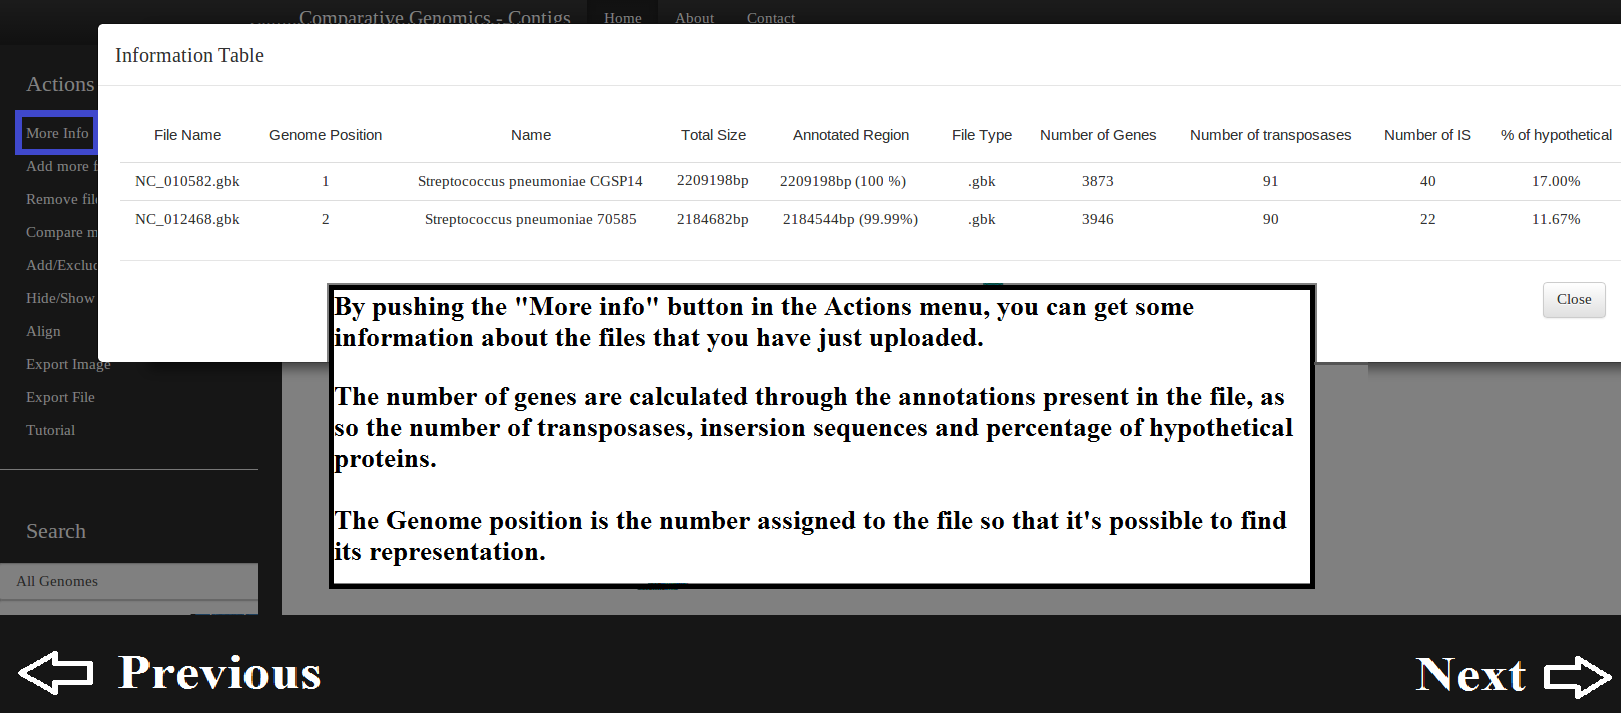 Comparative Genomics - Contigs Home About Contact
Information Table
Actions
More Info
Add more f
Remove file
Compare m
Add/Exclud
Hide/Show
Align
Export Image
Export File
Tutorial
File Name Genome Position Name Total Size Annotated Region File Type Number of Genes Number of transposases Number of IS % of hypothetical
NC_010582.gbk 1 Streptococcus pneumoniae CGSP14 2209198bp 2209198bp (100 %) .gbk 3873 91 40 17.00%
NC_012468.gbk 2 Streptococcus pneumoniae 70585 2184682bp 2184544bp (99.99%) .gbk 3946 90 22 11.67%
Close
By pushing the "More info" button in the Actions menu, you can get some
information about the files that you have just uploaded.
The number of genes are calculated through the annotations present in the file, as
so the number of transposases, insersion sequences and percentage of hypothetical
proteins.
The Genome position is the number assigned to the file so that it's possible to find
its representation.
Search
All Genomes
Previous
Next